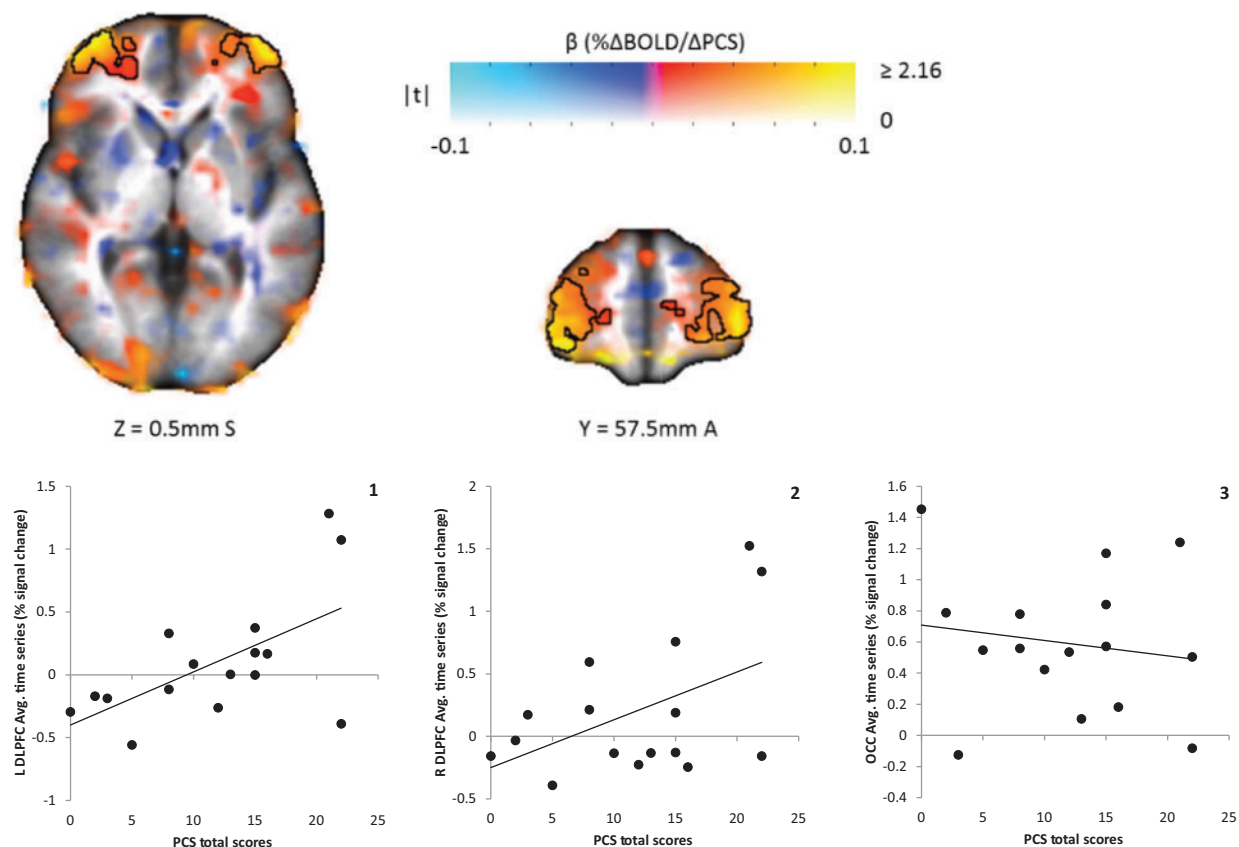 β (%ΔBOLD/ΔPCS)
|t|
≥ 2.16
0
-0.1
0.1
Z = 0.5mm S
Y = 57.5mm A
1
L DLPFC Avg. time series (% signal change)
1.5
1
0.5
0
-0.5
-1
0 5 10 15 20 25
PCS total scores
2
R DLPFC Avg. time series (% signal change)
2
1.5
1
0.5
0
-0.5
0 5 10 15 20 25
PCS total scores
3
OCC Avg. time series (% signal change)
1.6
1.4
1.2
1
0.8
0.6
0.4
0.2
0
-0.2
-0.4
0 5 10 15 20 25
PCS total scores